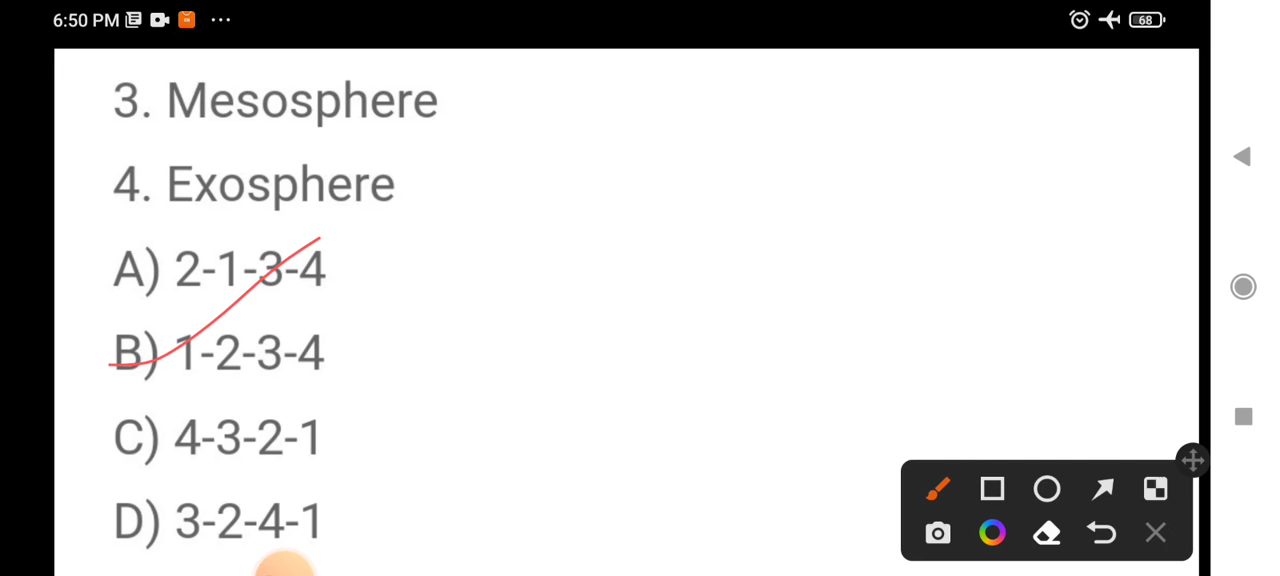 6:50 PM ... 68
3. Mesosphere
4. Exosphere
A) 2-1-3-4
B) 1-2-3-4
C) 4-3-2-1
D) 3-2-4-1